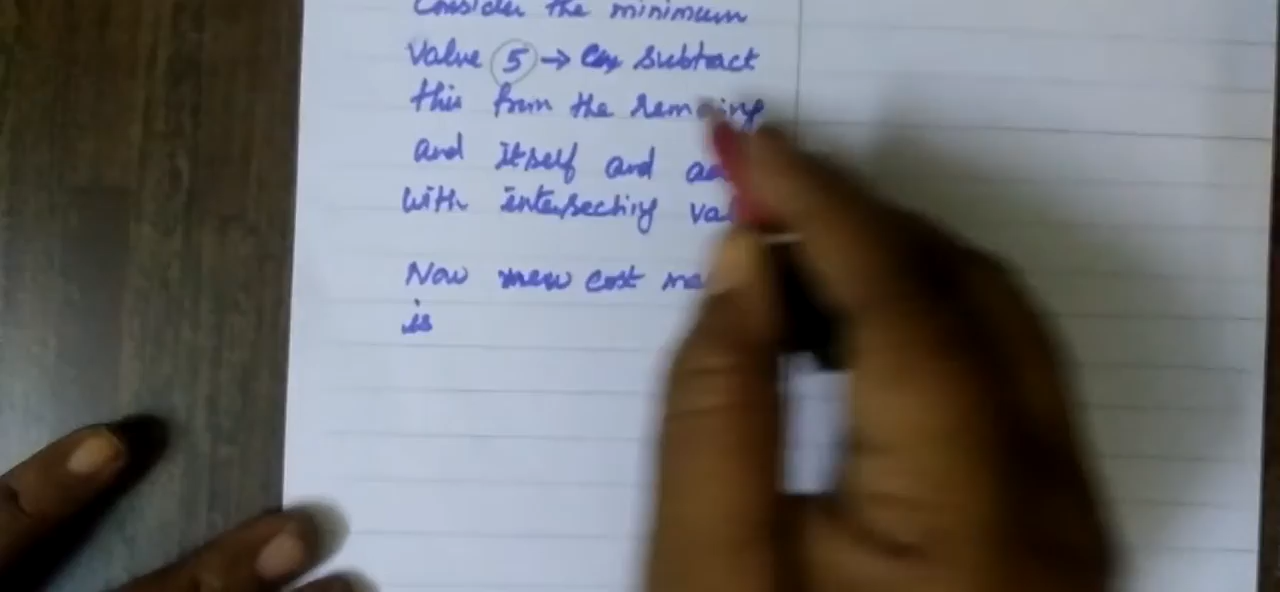 Consider the minimum
value 5 → subtract
this from the
and itself and
with intersecting
Now new cost
is